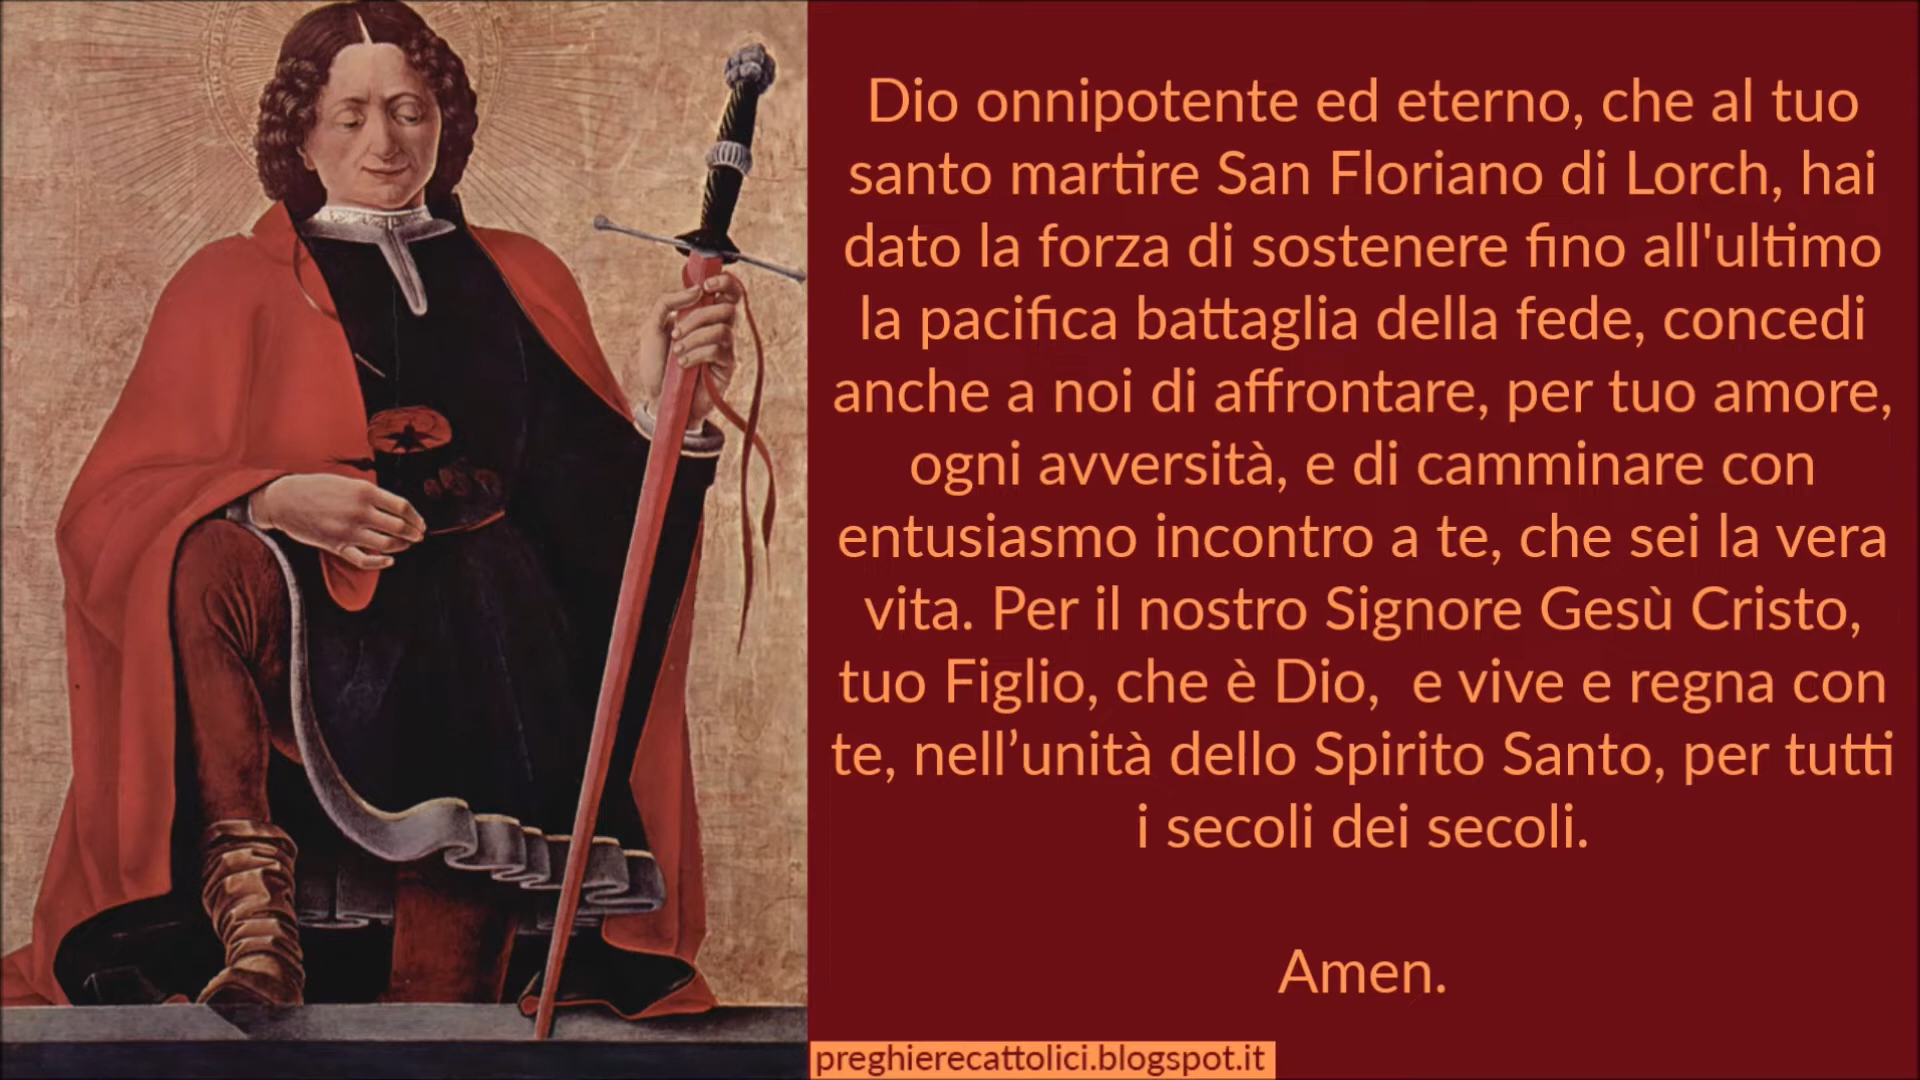 Dio onnipotente ed eterno, che al tuo
santo martire San Floriano di Lorch, hai
dato la forza di sostenere fino all'ultimo
la pacifica battaglia della fede, concedi
anche a noi di affrontare, per tuo amore,
ogni avversità, e di camminare con
entusiasmo incontro a te, che sei la vera
vita. Per il nostro Signore Gesù Cristo,
tuo Figlio, che è Dio,  e vive e regna con
te, nell’unità dello Spirito Santo, per tutti
i secoli dei secoli.
Amen.
preghierecattolici.blogspot.it